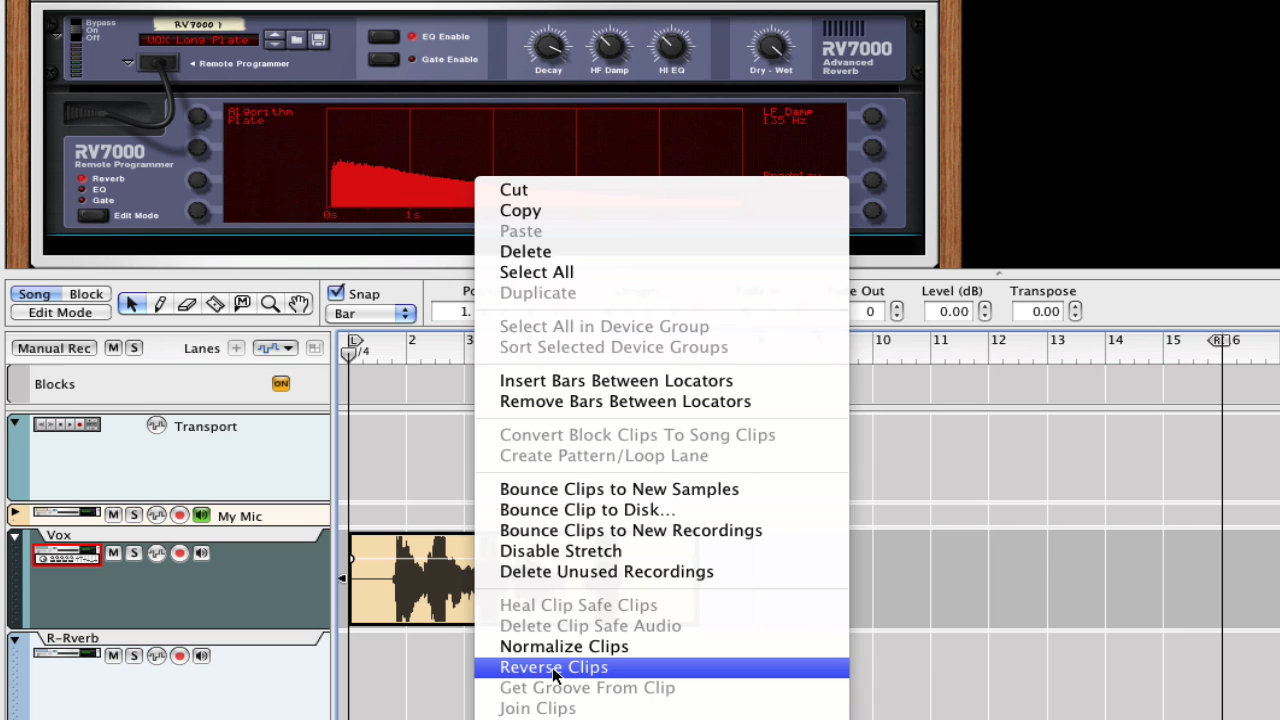 Bypass
On
Off
RV7000 1
VOX Long Plate
Remote Programmer
EQ Enable
Gate Enable
Decay
HF Damp
HI EQ
Dry - Wet
RV7000
Advanced
Reverb
Algorithm
Plate
LF Damp
135 Hz
Predelay
RV7000
Remote Programmer
Reverb
EQ
Gate
Edit Mode
0s
1s
Cut
Copy
Paste
Delete
Select All
Duplicate
Select All in Device Group
Sort Selected Device Groups
Insert Bars Between Locators
Remove Bars Between Locators
Convert Block Clips To Song Clips
Create Pattern/Loop Lane
Bounce Clips to New Samples
Bounce Clip to Disk...
Bounce Clips to New Recordings
Disable Stretch
Delete Unused Recordings
Heal Clip Safe Clips
Delete Clip Safe Audio
Normalize Clips
Reverse Clips
Get Groove From Clip
Join Clips
Song Block
Edit Mode
Snap
Bar
1.
Out
0
Level (dB)
0.00
Transpose
0.00
Manual Rec M S Lanes
L /4 2 3 10 11 12 13 14 15 R 6
Blocks ON
Transport
M S My Mic
Vox
M S
R-Rverb
M S